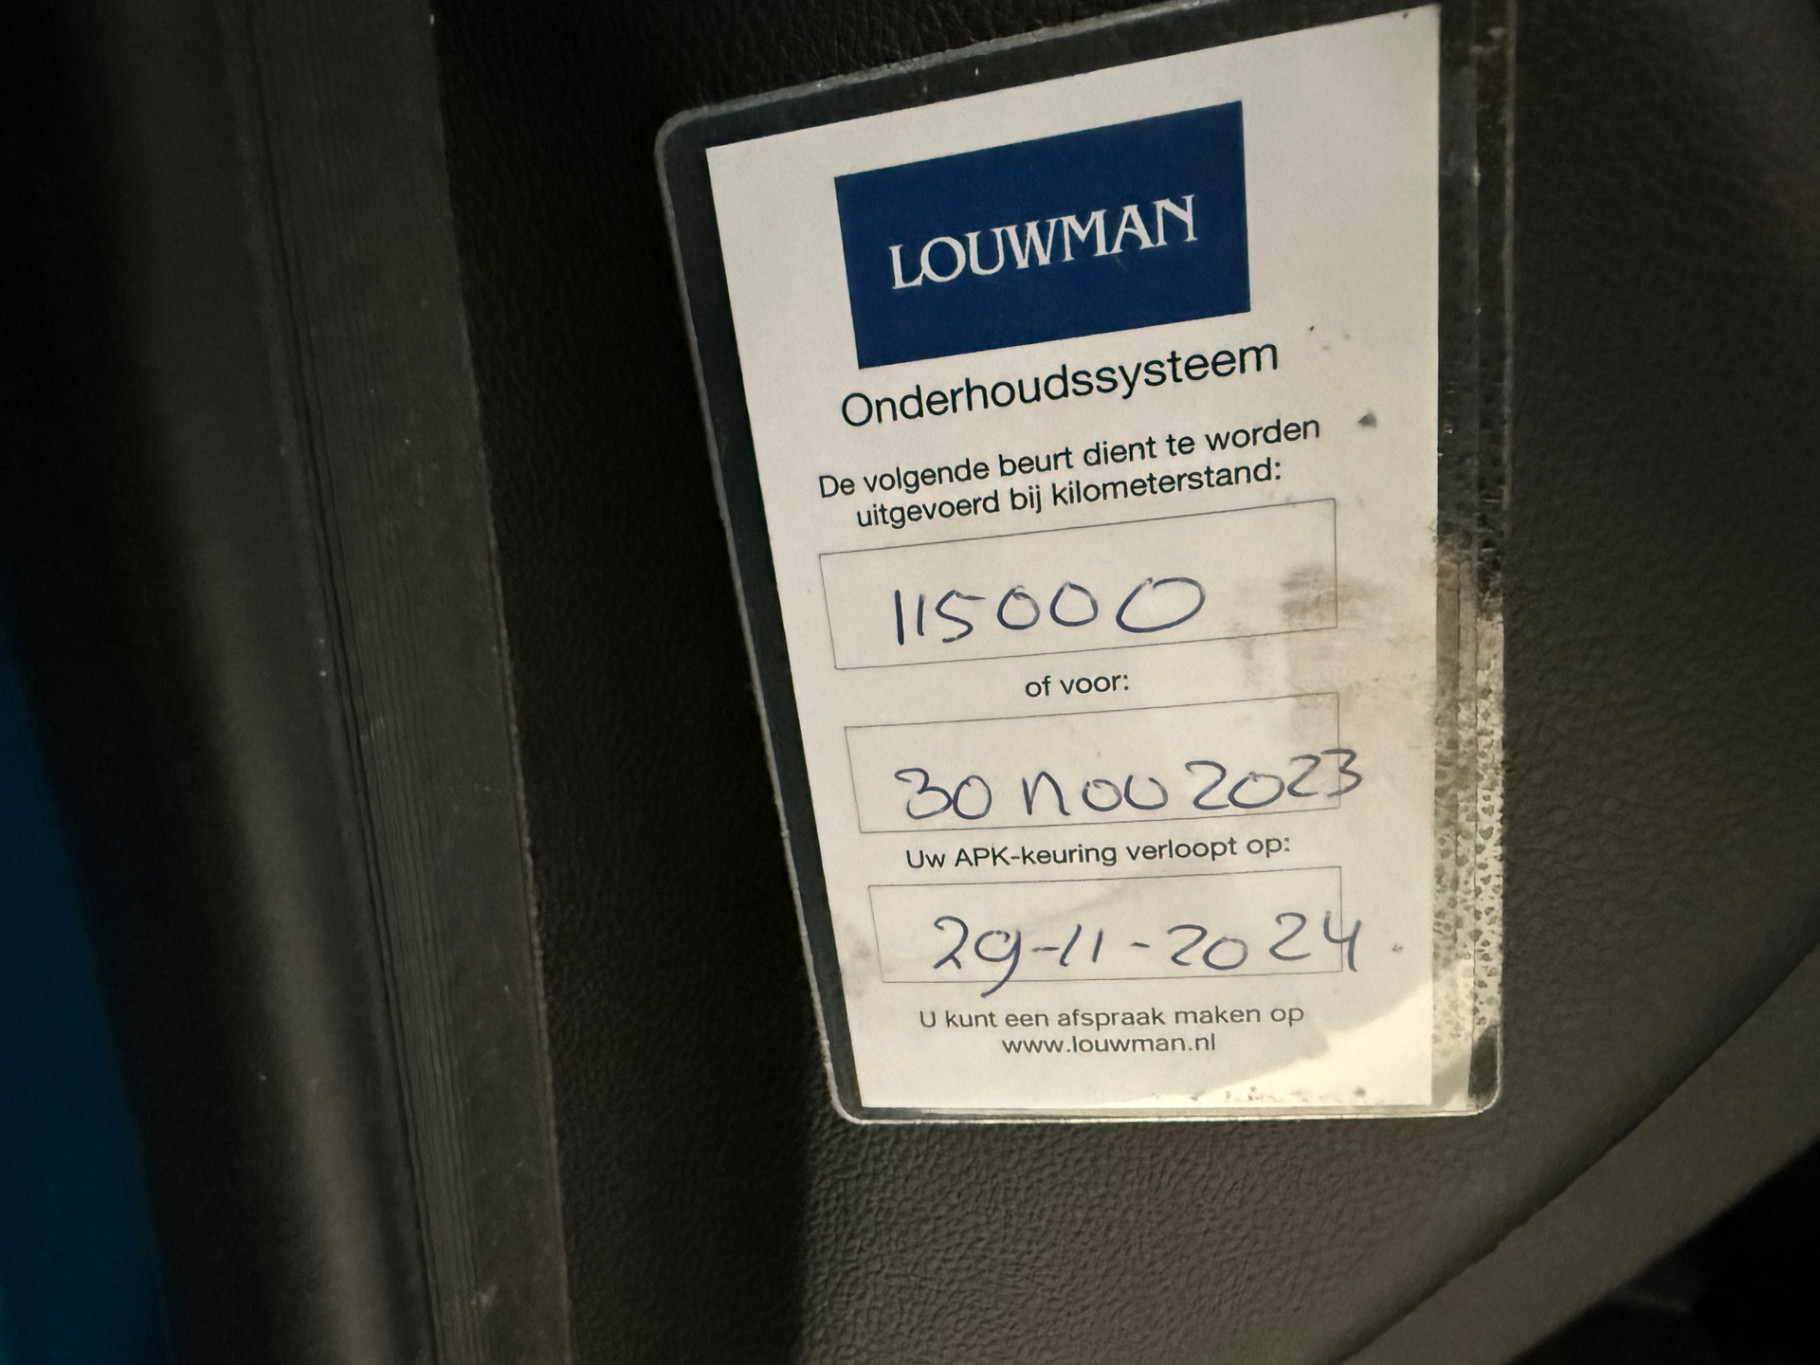 LOUWMAN
Onderhoudssysteem
De volgende beurt dient te worden
uitgevoerd bij kilometerstand:
115000
of voor:
30 nov 2023
Uw APK-keuring verloopt op:
29-11-2024
U kunt een afspraak maken op
www.louwman.nl